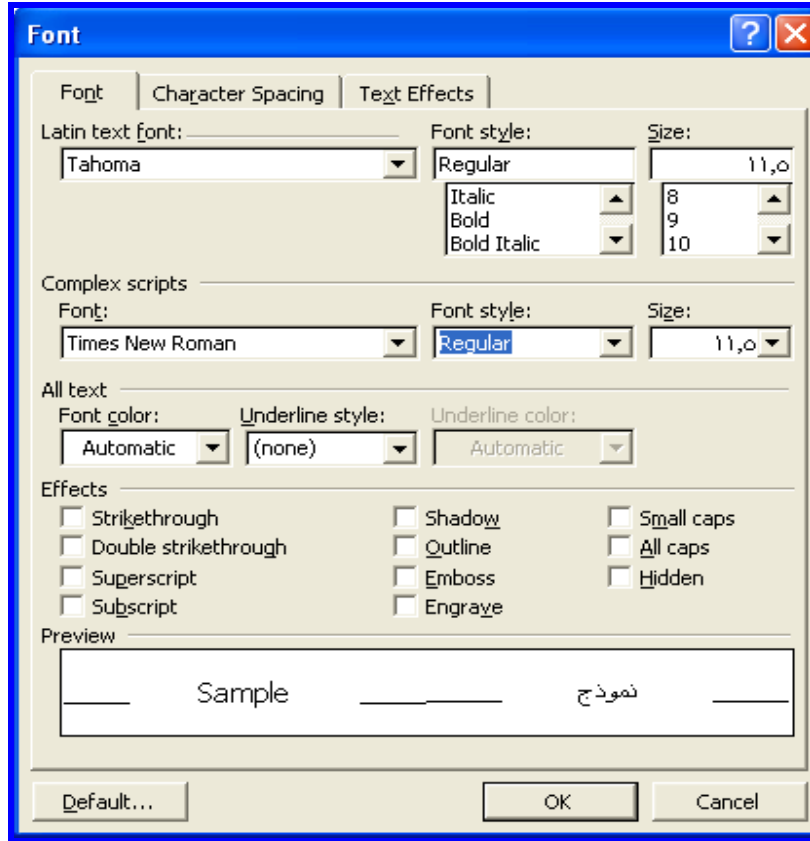 Font
Font Character Spacing Text Effects
Latin text font: Font style: Size:
Tahoma Regular ١١,٥
Italic 8
Bold 9
Bold Italic 10
Complex scripts
Font: Font style: Size:
Times New Roman Regular ١١,٥
All text
Font color: Underline style: Underline color:
Automatic (none) Automatic
Effects
Strikethrough Shadow Small caps
Double strikethrough Outline All caps
Superscript Emboss Hidden
Subscript Engrave
Preview
Sample نموذج
Default... OK Cancel